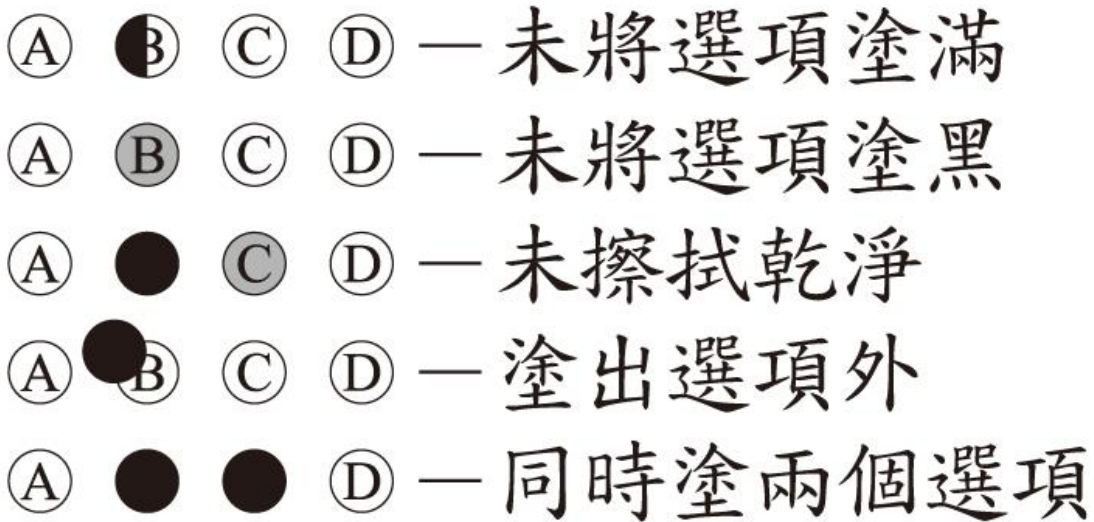 A B C D — 未將選項塗滿
A B C D — 未將選項塗黑
A C D — 未擦拭乾淨
A B C D — 塗出選項外
A D — 同時塗兩個選項